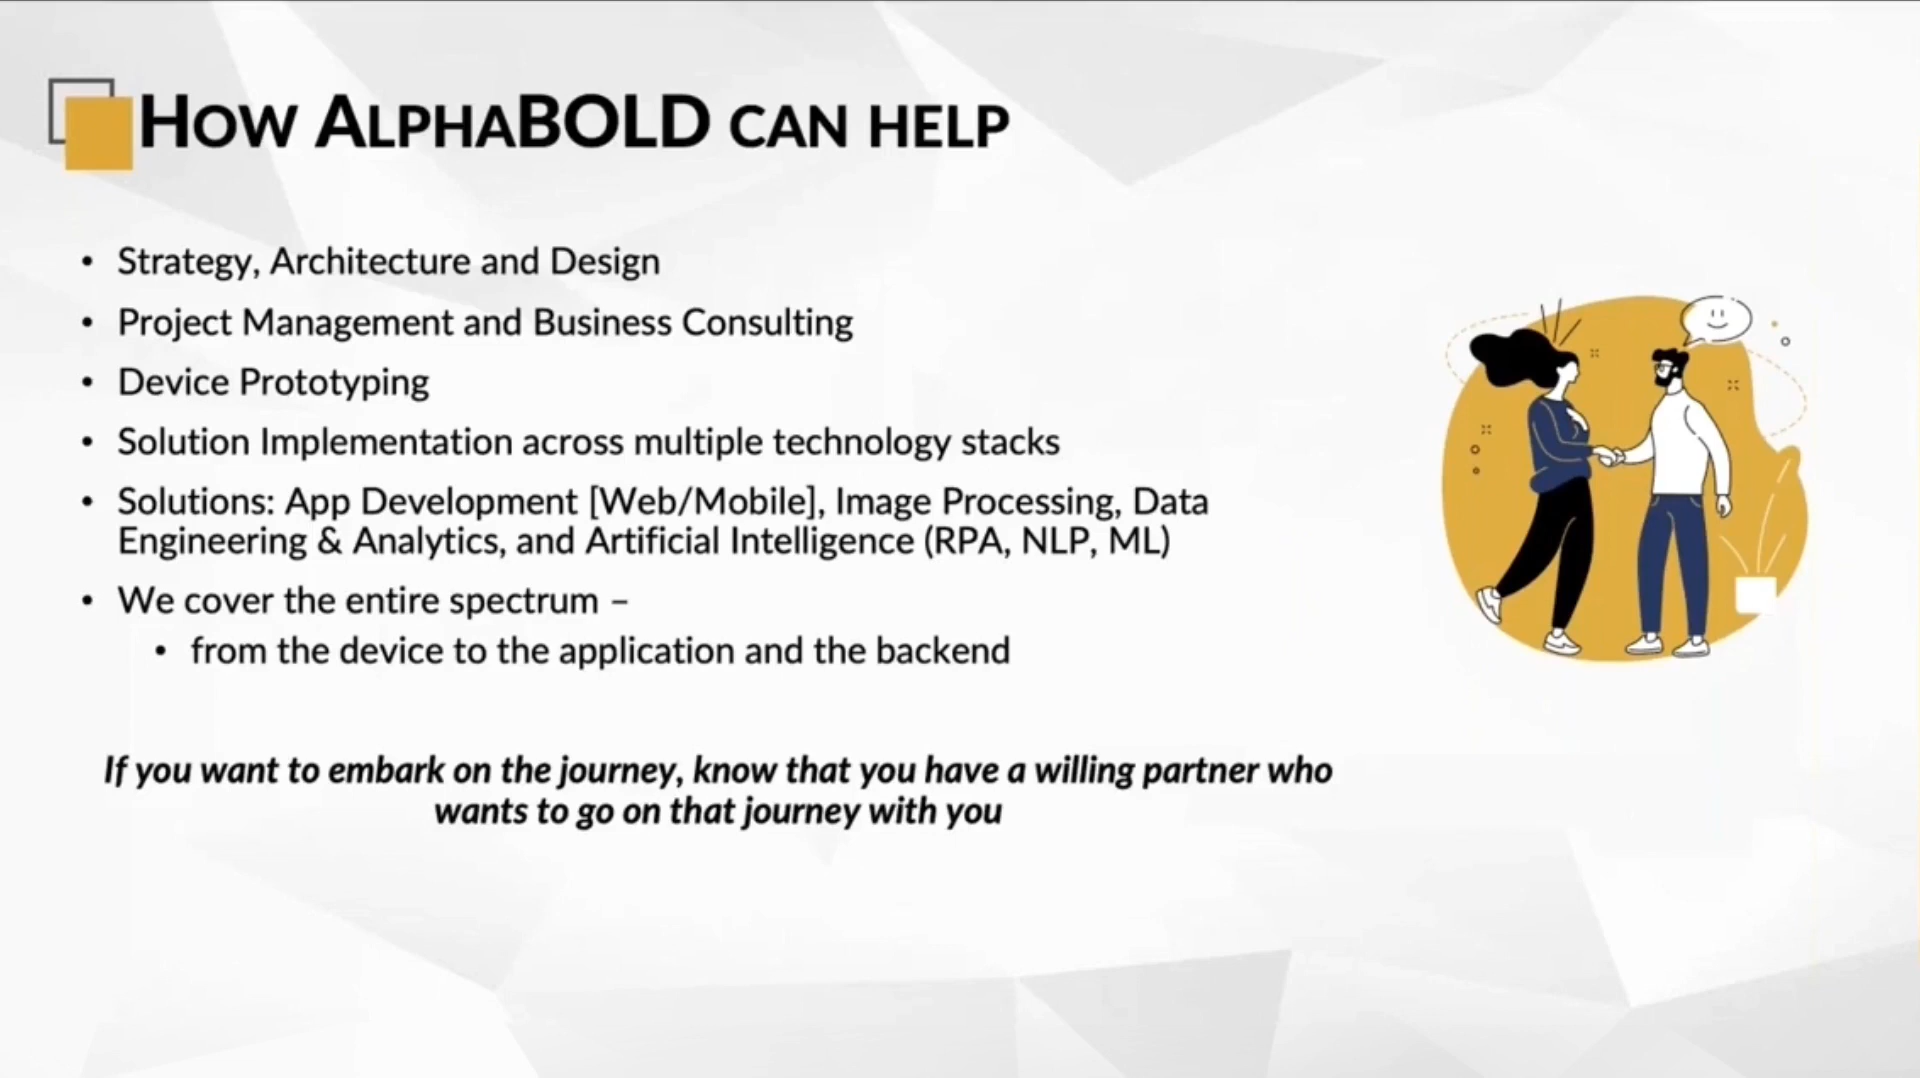 How AlphaBOLD can help
• Strategy, Architecture and Design
• Project Management and Business Consulting
• Device Prototyping
• Solution Implementation across multiple technology stacks
• Solutions: App Development [Web/Mobile], Image Processing, Data
Engineering & Analytics, and Artificial Intelligence (RPA, NLP, ML)
• We cover the entire spectrum –
• from the device to the application and the backend
If you want to embark on the journey, know that you have a willing partner who
wants to go on that journey with you